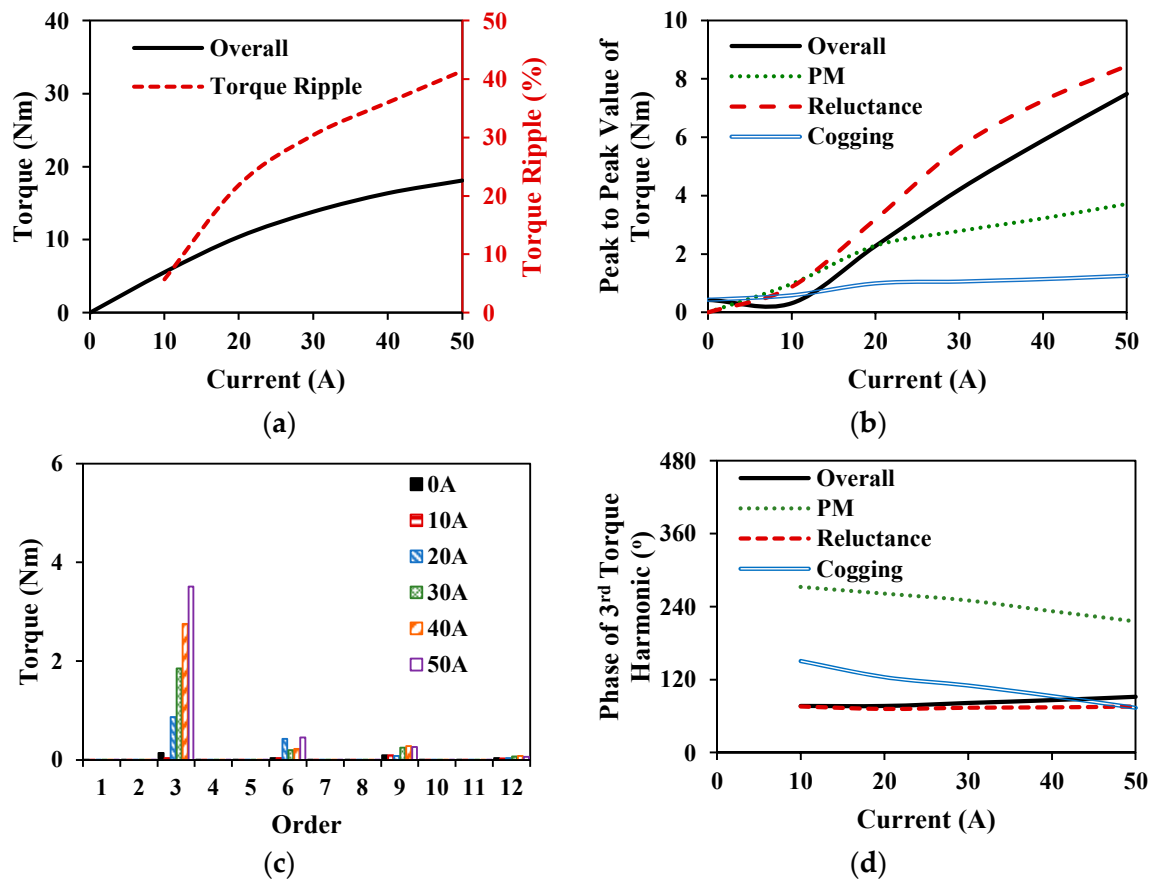 40
30
20
10
0
0 10 20 30 40 50
50
40
30
20
10
0
Torque (Nm)
Torque Ripple (%)
Current (A)
Overall
Torque Ripple
(a)
10
8
6
4
2
0
0 10 20 30 40 50
Peak to Peak Value of
Torque (Nm)
Current (A)
Overall
PM
Reluctance
Cogging
(b)
6
4
2
0
1 2 3 4 5 6 7 8 9 10 11 12
Torque (Nm)
Order
0A
10A
20A
30A
40A
50A
(c)
480
360
240
120
0
0 10 20 30 40 50
Phase of 3rd Torque
Harmonic (º)
Current (A)
Overall
PM
Reluctance
Cogging
(d)